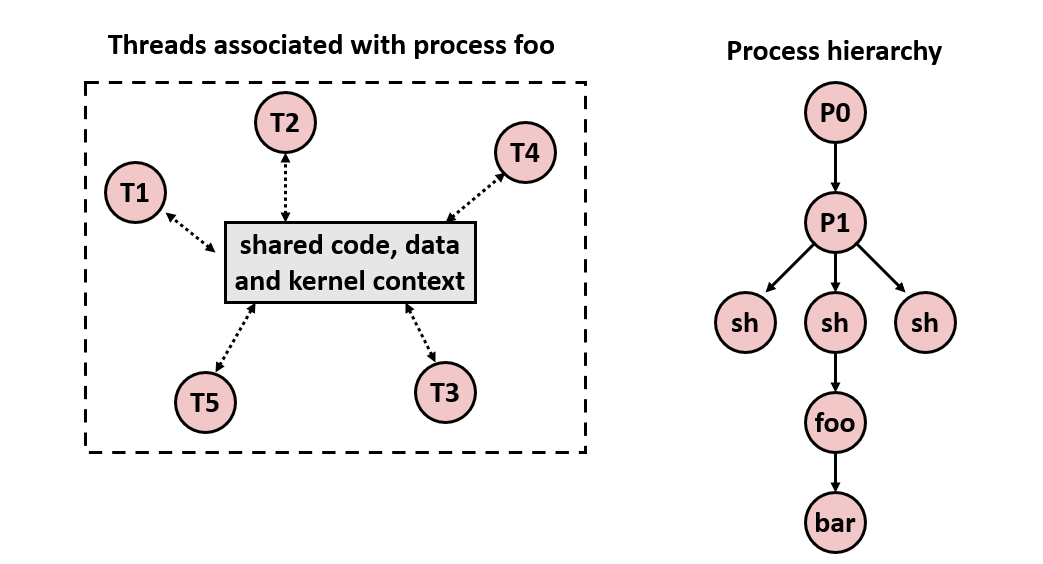 Threads associated with process foo
T2
T4
T1
shared code, data
and kernel context
T5
T3
Process hierarchy
P0
P1
sh
sh
sh
foo
bar